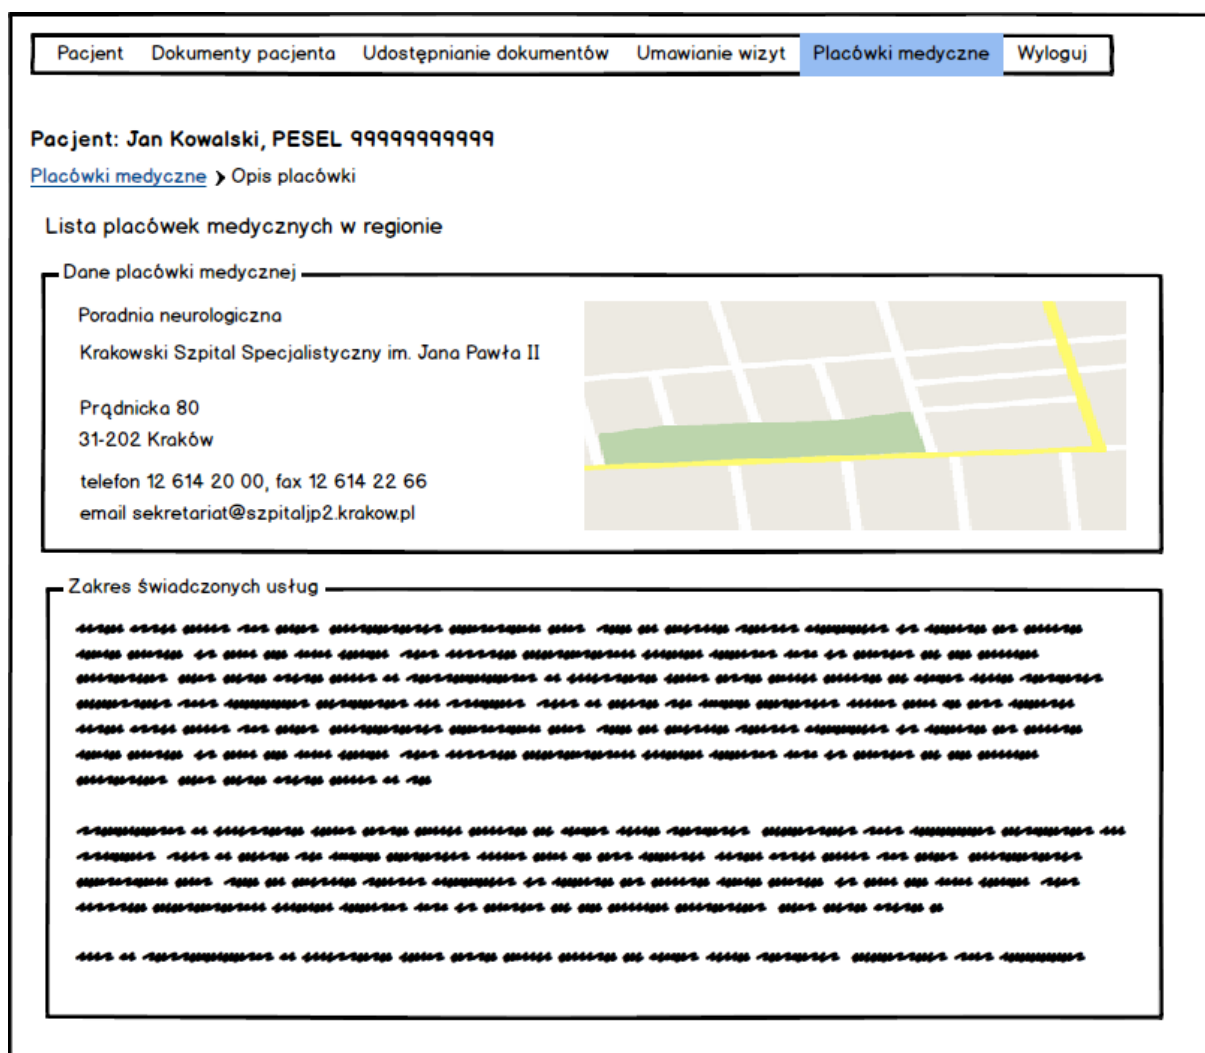 Pacjent Dokumenty pacjenta Udostępnianie dokumentów Umawianie wizyt Placówki medyczne Wyloguj
Pacjent: Jan Kowalski, PESEL 99999999999
Placówki medyczne ❯ Opis placówki
Lista placówek medycznych w regionie
Dane placówki medycznej
Poradnia neurologiczna
Krakowski Szpital Specjalistyczny im. Jana Pawła II
Prądnicka 80
31-202 Kraków
telefon 12 614 20 00, fax 12 614 22 66
email sekretariat@szpitaljp2.krakow.pl
Zakres świadczonych usług